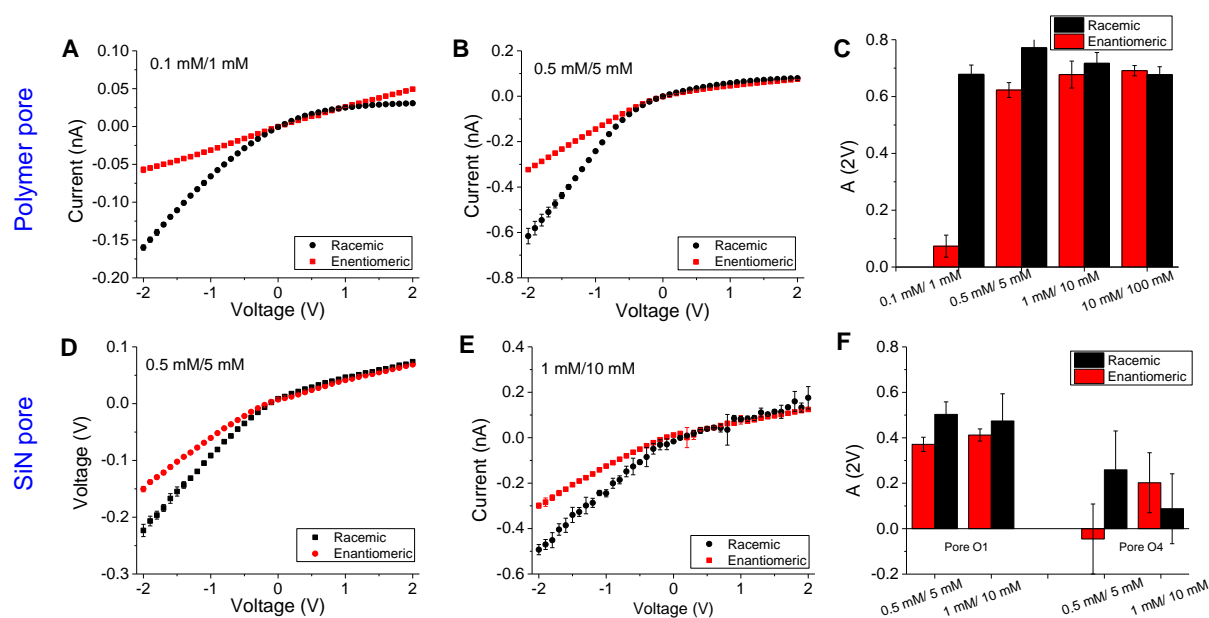 Polymer pore
A
0.1 mM/1 mM
Current (nA)
0.10
0.05
0.00
-0.05
-0.10
-0.15
-0.20
-2
-1
0
1
2
Voltage (V)
Racemic
Enentiomeric
B
0.5 mM/5 mM
Current (nA)
0.2
0.0
-0.2
-0.4
-0.6
-0.8
-2
-1
0
1
2
Voltage (V)
Racemic
Enentiomeric
C
A (2V)
0.8
0.6
0.4
0.2
0.0
Racemic
Enantiomeric
0.1 mM/ 1 mM
0.5 mM/ 5 mM
1 mM/ 10 mM
10 mM/ 100 mM
SiN pore
D
0.5 mM/5 mM
Voltage (V)
0.1
0.0
-0.1
-0.2
-0.3
-2
-1
0
1
2
Voltage (V)
Racemic
Enantiomeric
E
1 mM/10 mM
Current (nA)
0.4
0.2
0.0
-0.2
-0.4
-0.6
-2
-1
0
1
2
Voltage (V)
Racemic
Enantiomeric
F
A (2V)
0.8
0.6
0.4
0.2
0.0
-0.2
Racemic
Enantiomeric
Pore O1
Pore O4
0.5 mM/ 5 mM
1 mM/ 10 mM
0.5 mM/ 5 mM
1 mM/ 10 mM